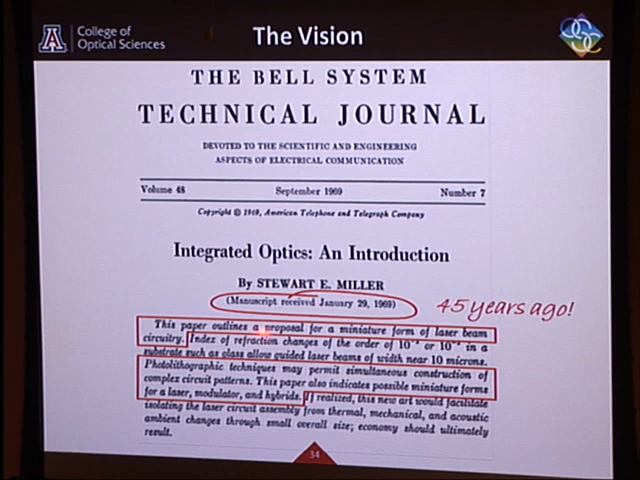 A
College of
Optical Sciences
The Vision
THE BELL SYSTEM
TECHNICAL JOURNAL
DEVOTED TO THE SCIENTIFIC AND ENGINEERING
ASPECTS OF ELECTRICAL COMMUNICATION
Volume 48 September 1969 Number 7
Copyright © 1969, American Telephone and Telegraph Company
Integrated Optics: An Introduction
By STEWART E. MILLER
(Manuscript received January 29, 1969)
45 years ago!
This paper outlines a proposal for a miniature form of laser beam
circuitry. Index of refraction changes of the order of or in a
substrate such as glass allow guided laser beams of width near 10 microns.
Photolithographic techniques may permit simultaneous construction of
complex circuit patterns. This paper also indicates possible miniature forms
for a laser, modulator, and hybrids. If realized, this new art would facilitate
isolating the laser circuit assembly from thermal, mechanical, and acoustic
ambient changes through small overall size; economy should ultimately
result.
34